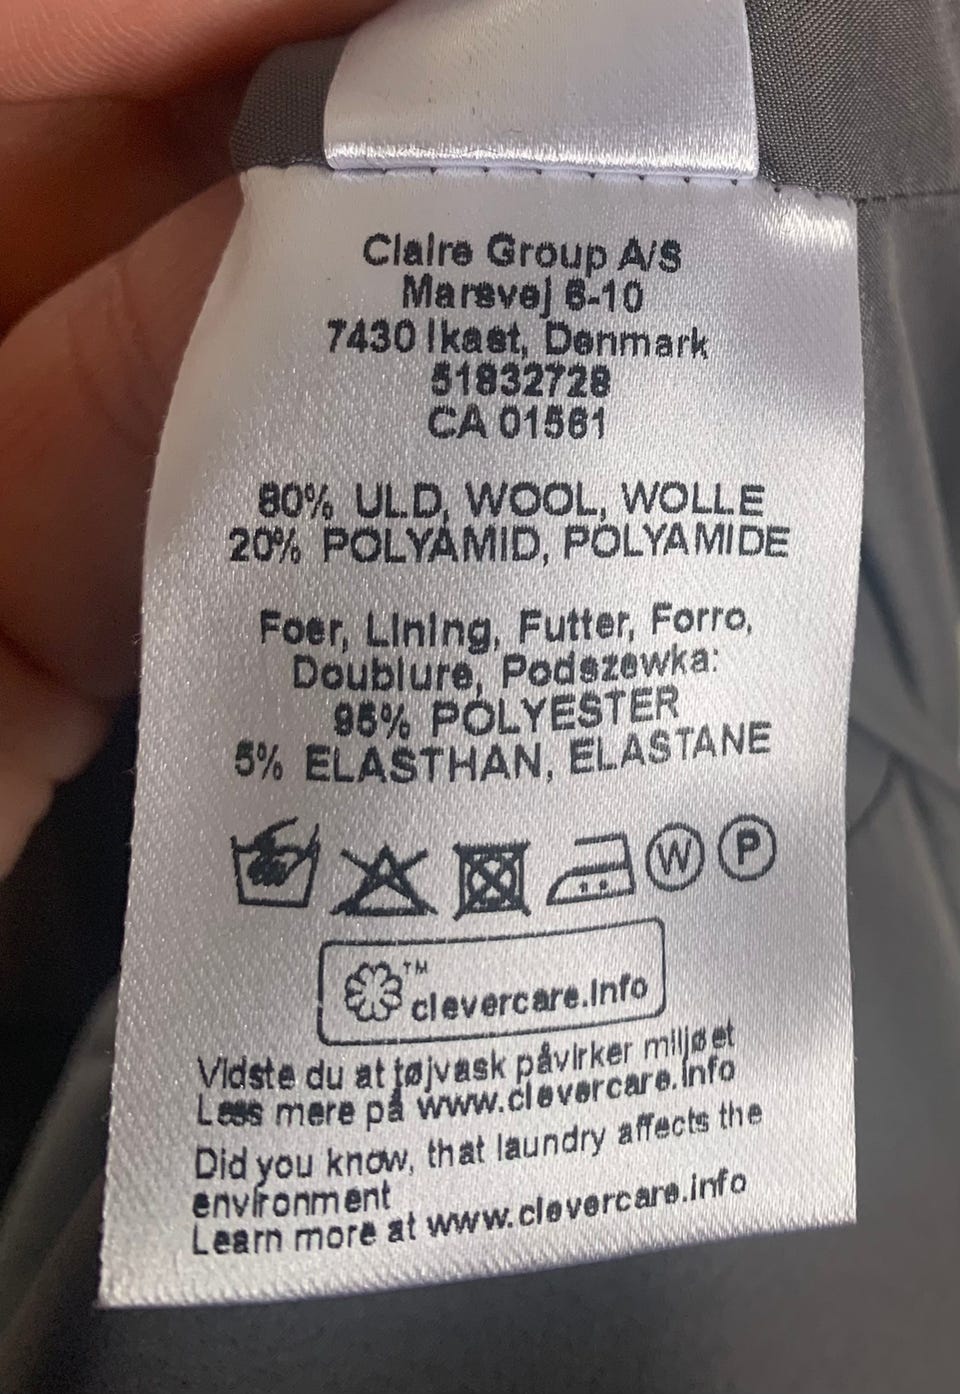 Claire Group A/S
Marsvej 6-10
7430 Ikast, Denmark
51832728
CA 01561
80% ULD, WOOL, WOLLE
20% POLYAMID, POLYAMIDE
Foer, Lining, Futter, Forro,
Doublure, Podszewka:
95% POLYESTER
5% ELASTHAN, ELASTANE
W P
TM
clevercare.info
Vidste du at tøjvask påvirker miljøet
Læs mere på www.clevercare.info
Did you know, that laundry affects the
environment
Learn more at www.clevercare.info